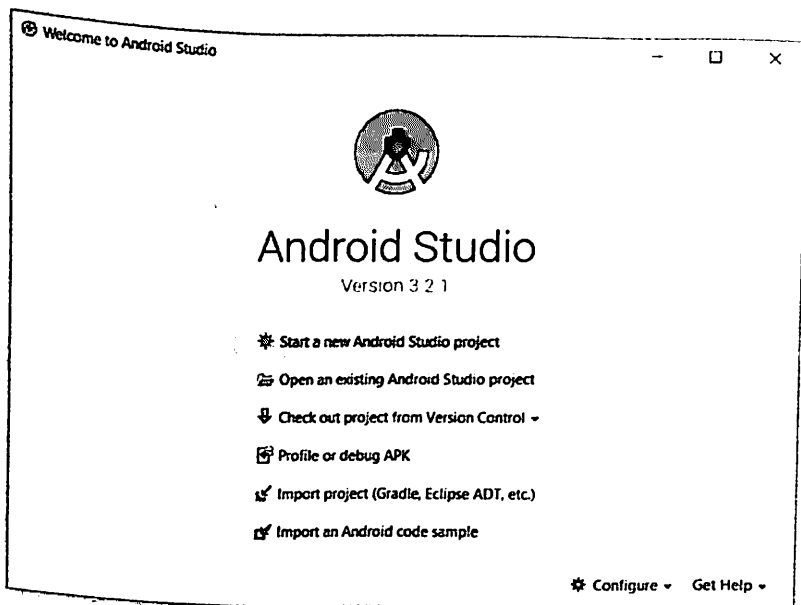 Welcome to Android Studio
Android Studio
Version 3 2 1
Start a new Android Studio project
Open an existing Android Studio project
Check out project from Version Control
Profile or debug APK
Import project (Gradle, Eclipse ADT, etc.)
Import an Android code sample
Configure Get Help